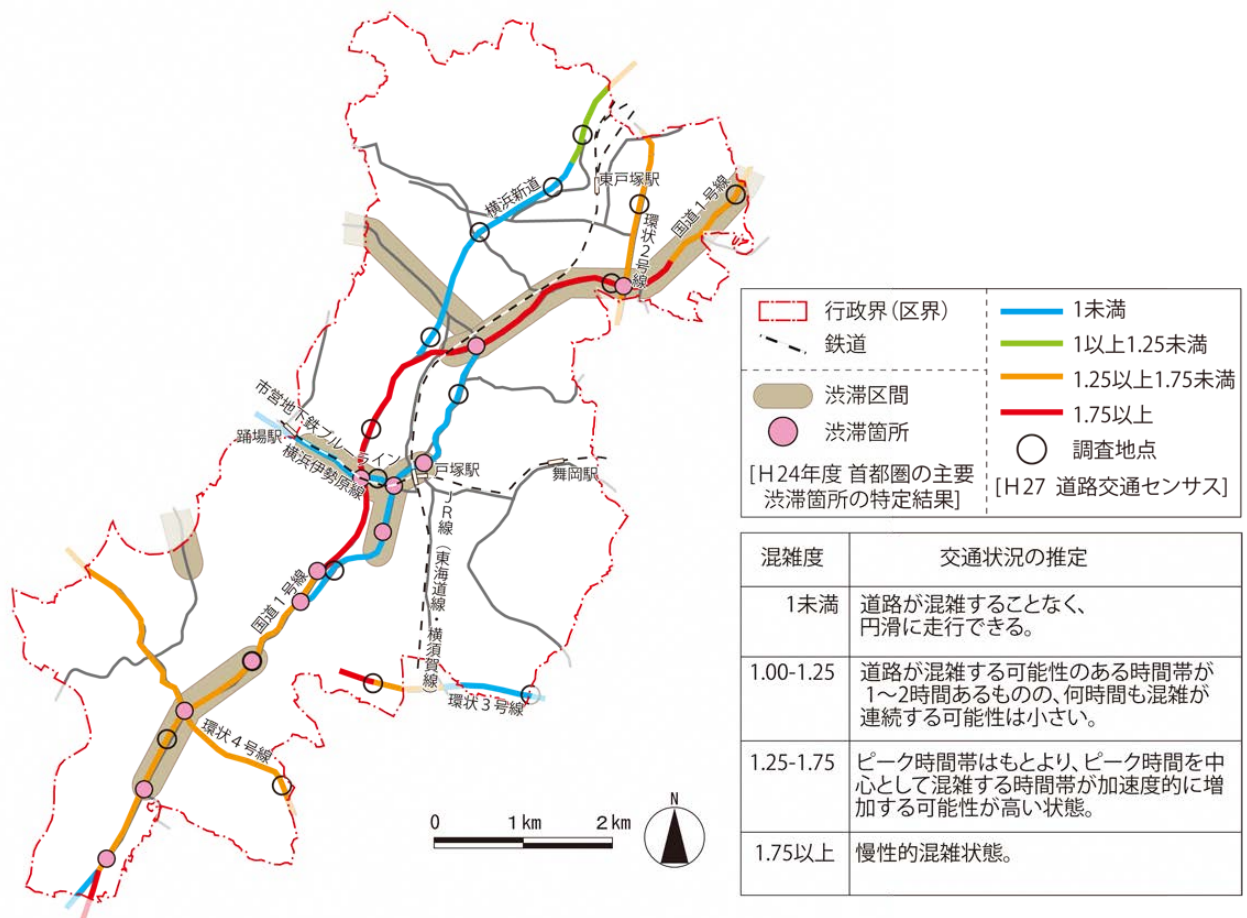 東戸塚駅
横浜新道
国道1号線
環状2号線
市営地下鉄ブルーライン
踊場駅
横浜伊勢原線
戸塚駅
舞岡駅
JR線(東海道線・横須賀線)
国道1号線
環状3号線
環状4号線
0 1km 2km
N
行政界(区界)
鉄道
渋滞区間
渋滞箇所
[H24年度 首都圏の主要
渋滞箇所の特定結果]
1未満
1以上1.25未満
1.25以上1.75未満
1.75以上
調査地点
[H27 道路交通センサス]
混雑度 交通状況の推定
1未満 道路が混雑することなく、
円滑に走行できる。
1.00-1.25 道路が混雑する可能性のある時間帯が
1～2時間あるものの、何時間も混雑が
連続する可能性は小さい。
1.25-1.75 ピーク時間帯はもとより、ピーク時間を中
心として混雑する時間帯が加速度的に増
加する可能性が高い状態。
1.75以上 慢性的混雑状態。